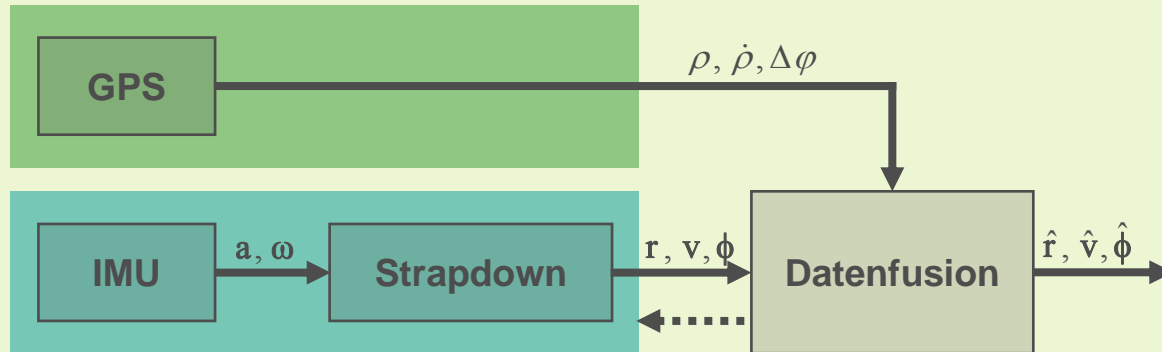 GPS
ρ, ρ̇, Δφ
IMU
a, ω
Strapdown
r, v, ϕ
Datenfusion
r̂, v̂, ϕ̂